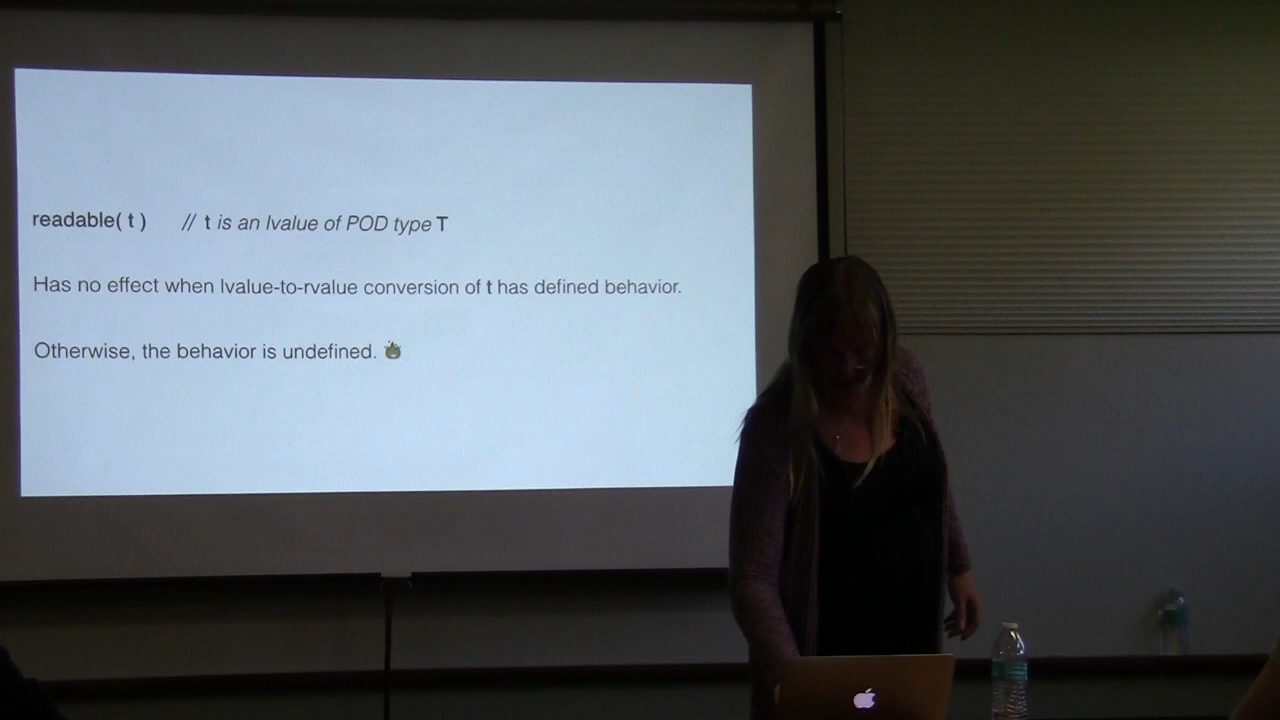 readable( t ) // t is an lvalue of POD type T
Has no effect when lvalue-to-rvalue conversion of t has defined behavior.
Otherwise, the behavior is undefined. 🔥